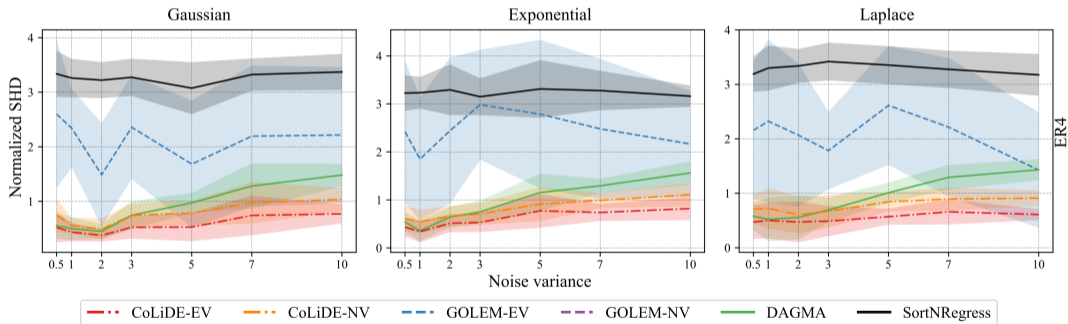 Gaussian
Exponential
Laplace
Normalized SHD
4
3
2
1
0.5 1 2 3 5 7 10
4
3
2
1
0
0.5 1 2 3 5 7 10
4
3
2
1
0
0.5 1 2 3 5 7 10
ER4
Noise variance
CoLiDE-EV CoLiDE-NV GOLEM-EV GOLEM-NV DAGMA SortNRegress